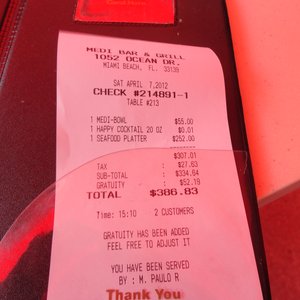 MEDI BAR & GRILL
1052 OCEAN DR.
MIAMI BEACH, FL. 33139
SAT APRIL 7,2012
CHECK #214891-1
TABLE #213
1 MEDI-BOWL $55.00
1 HAPPY COCKTAIL 20 OZ $0.01
1 SEAFOOD PLATTER $252.00
$307.01
TAX $27.63
SUB-TOTAL : $334.64
GRATUITY : $52.19
TOTAL : $386.83
Time: 15:10 2 CUSTOMERS
GRATUITY HAS BEEN ADDED
FEEL FREE TO ADJUST IT
YOU HAVE BEEN SERVED
BY : M. PAULO R
Thank You